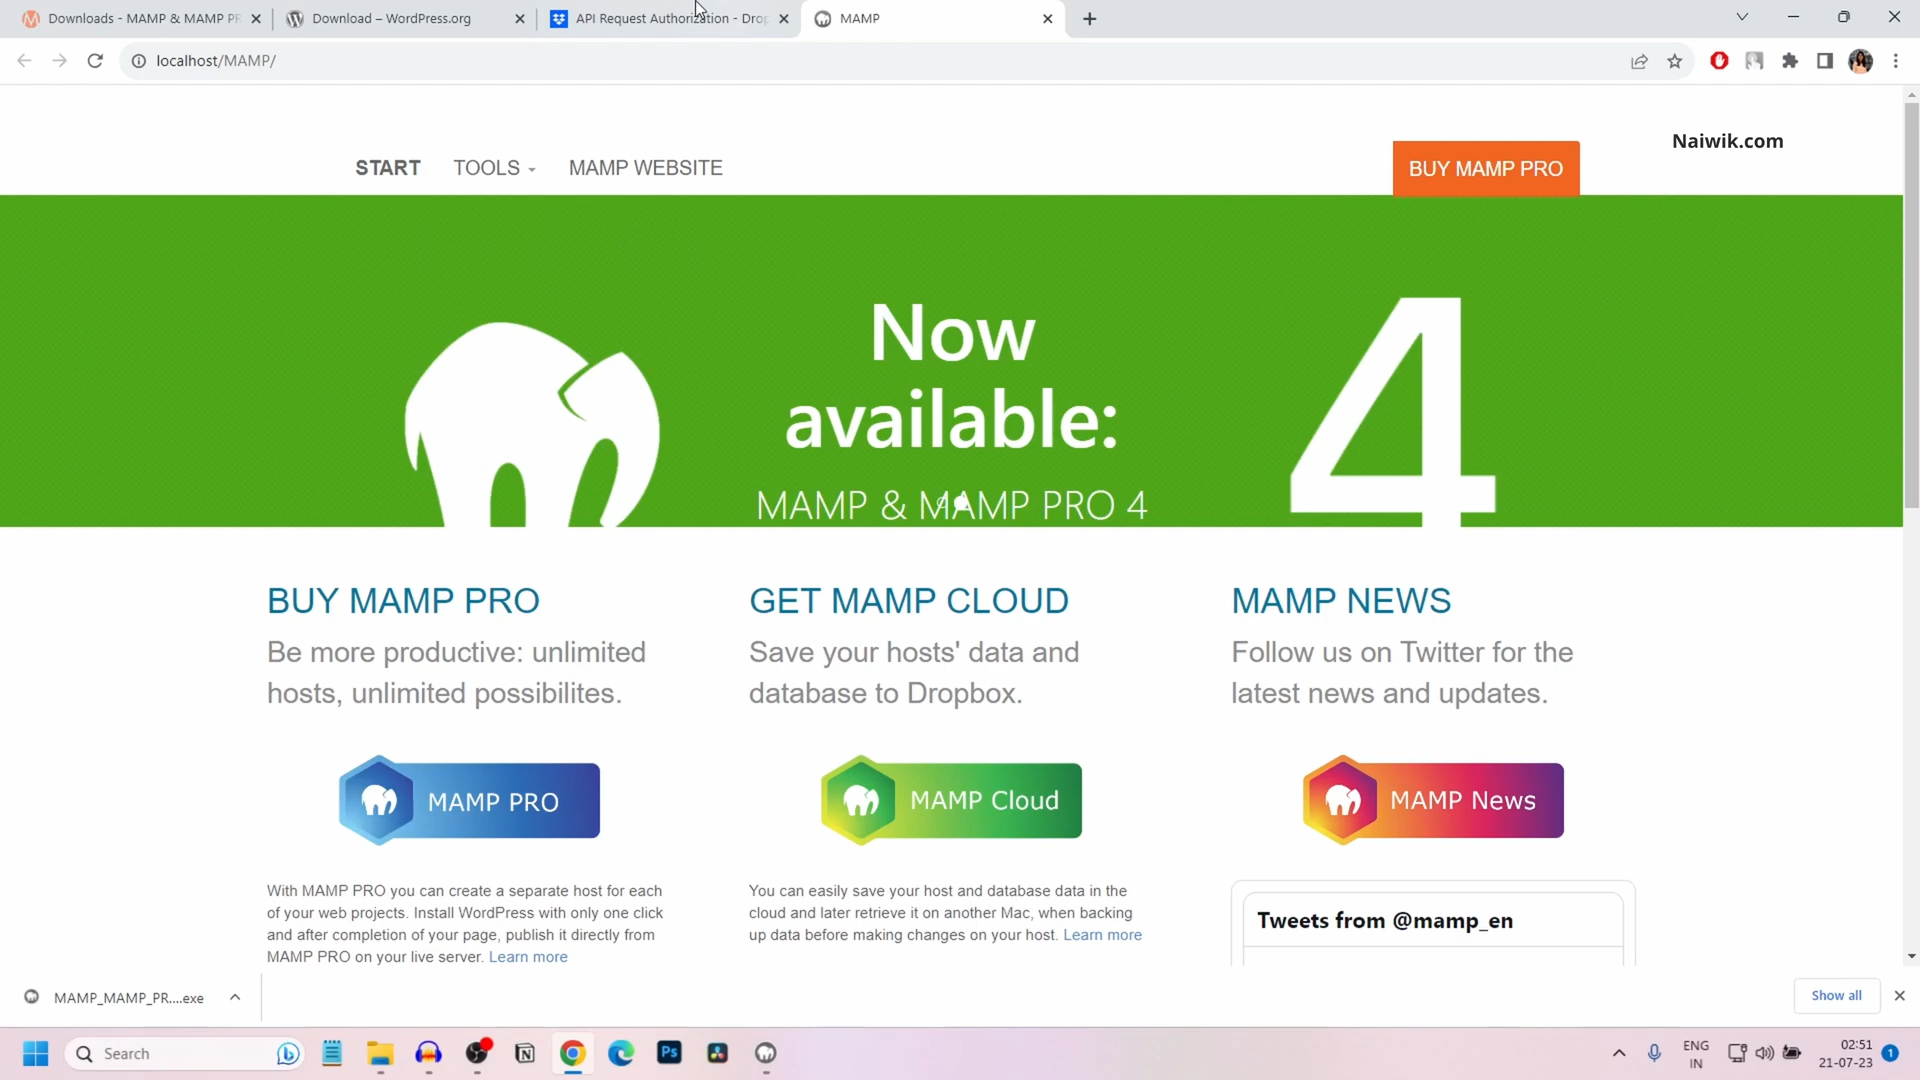 Downloads - MAMP & MAMP PR
Download – WordPress.org
API Request Authorization - Drop
MAMP
localhost/MAMP/
Naiwik.com
START
TOOLS
MAMP WEBSITE
BUY MAMP PRO
Now
available:
MAMP & MAMP PRO 4
4
BUY MAMP PRO
Be more productive: unlimited
hosts, unlimited possibilites.
MAMP PRO
With MAMP PRO you can create a separate host for each
of your web projects. Install WordPress with only one click
and after completion of your page, publish it directly from
MAMP PRO on your live server. Learn more
GET MAMP CLOUD
Save your hosts' data and
database to Dropbox.
MAMP Cloud
You can easily save your host and database data in the
cloud and later retrieve it on another Mac, when backing
up data before making changes on your host. Learn more
MAMP NEWS
Follow us on Twitter for the
latest news and updates.
MAMP News
Tweets from @mamp_en
MAMP_MAMP_PR....exe
Show all
Search
Ps
ENG
IN
02:51
21-07-23
1